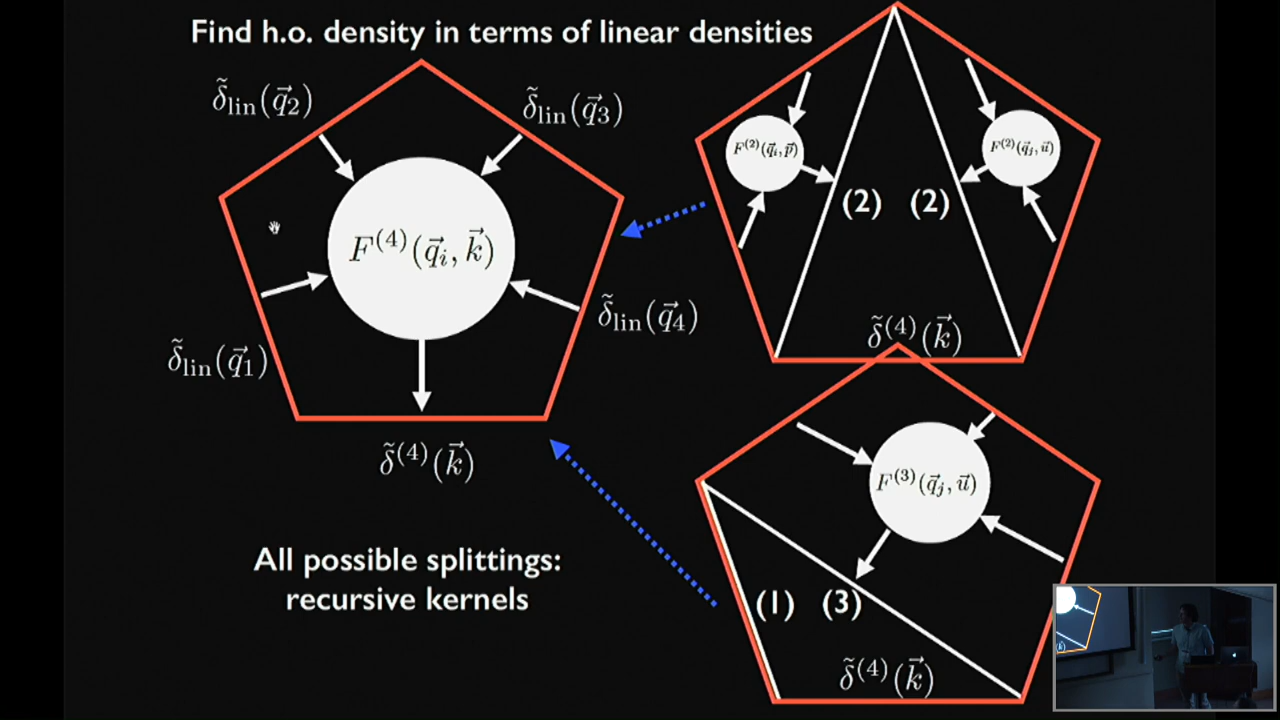 Find h.o. density in terms of linear densities
δ̃lin(q⃗2)
δ̃lin(q⃗3)
F(4)(q⃗i, k⃗)
δ̃lin(q⃗1)
δ̃lin(q⃗4)
δ̃(4)(k⃗)
All possible splittings:
recursive kernels
F(2)(q⃗i, p⃗)
F(2)(q⃗j, u⃗)
(2) (2)
δ̃(4)(k⃗)
F(3)(q⃗j, u⃗)
(1) (3)
δ̃(4)(k⃗)